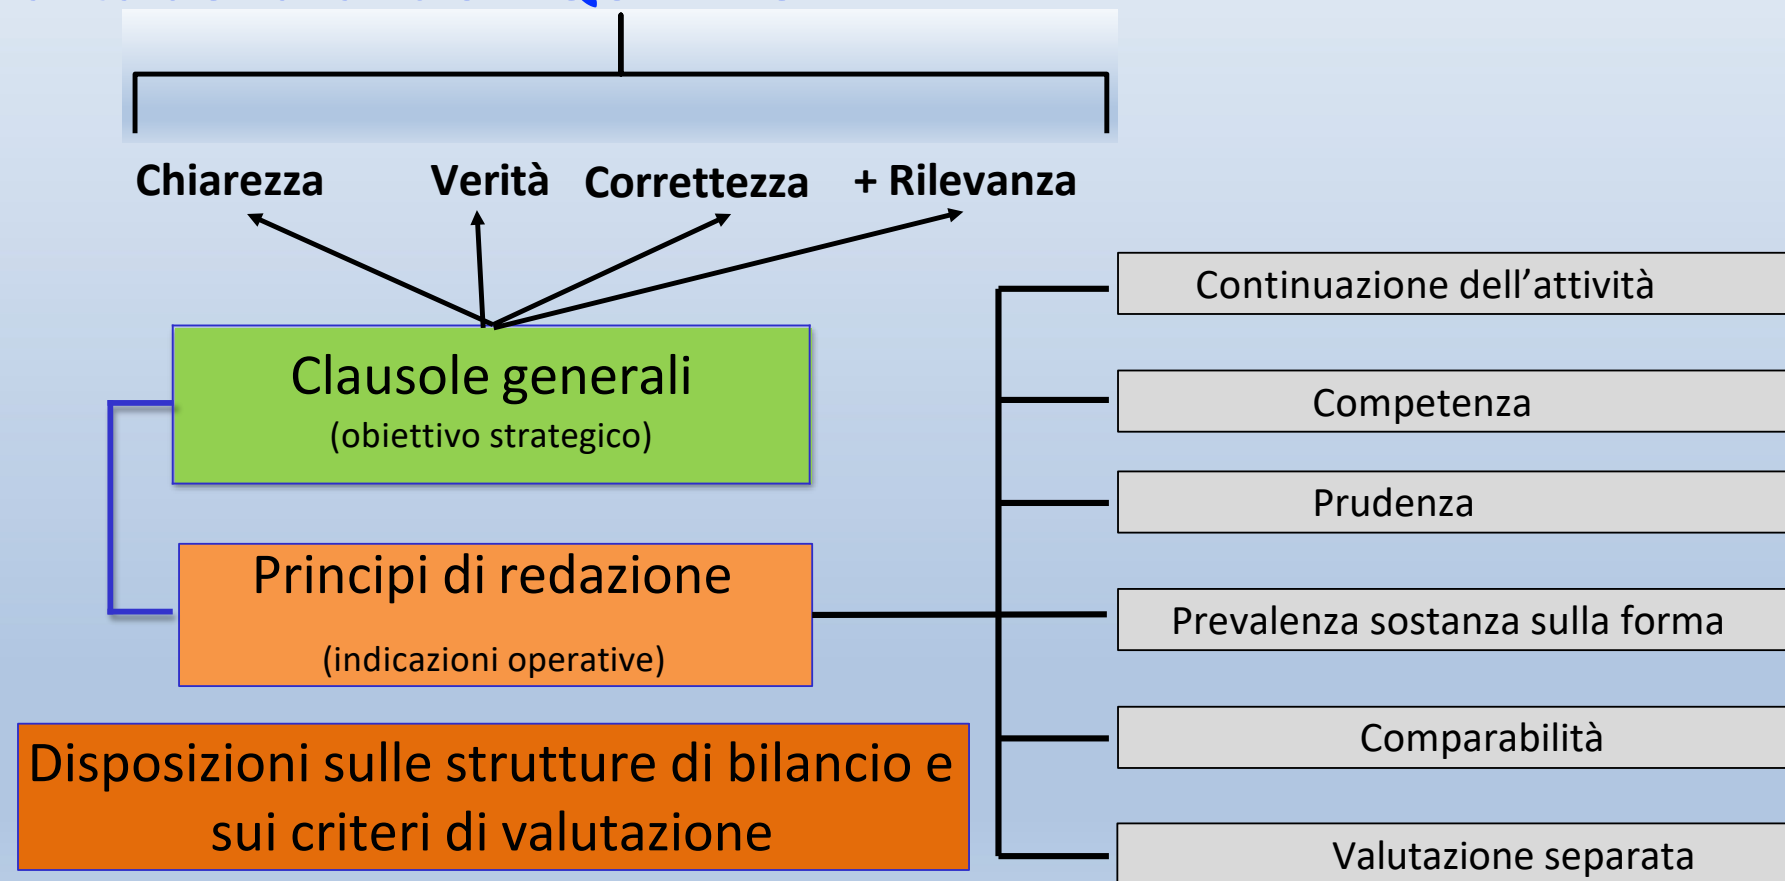 Chiarezza Verità Correttezza + Rilevanza
Clausole generali
(obiettivo strategico)
Principi di redazione
(indicazioni operative)
Disposizioni sulle strutture di bilancio e
sui criteri di valutazione
Continuazione dell’attività
Competenza
Prudenza
Prevalenza sostanza sulla forma
Comparabilità
Valutazione separata